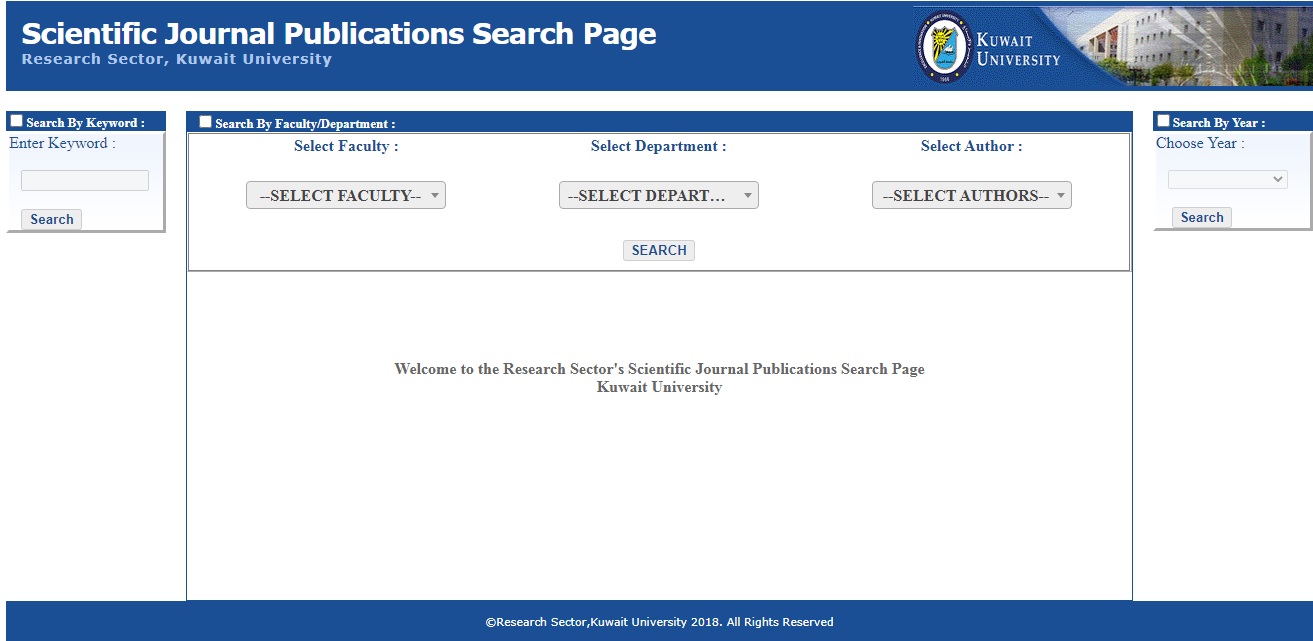 Scientific Journal Publications Search Page
Research Sector, Kuwait University
KUWAIT
UNIVERSITY
Search By Keyword :
Enter Keyword :
Search
Search By Faculty/Department :
Select Faculty :
Select Department :
Select Author :
--SELECT FACULTY--
--SELECT DEPART...
--SELECT AUTHORS--
SEARCH
Search By Year :
Choose Year :
Search
Welcome to the Research Sector's Scientific Journal Publications Search Page
Kuwait University
©Research Sector,Kuwait University 2018. All Rights Reserved